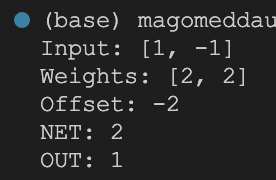 (base) magomeddau
Input: [1, -1]
Weights: [2, 2]
Offset: -2
NET: 2
OUT: 1